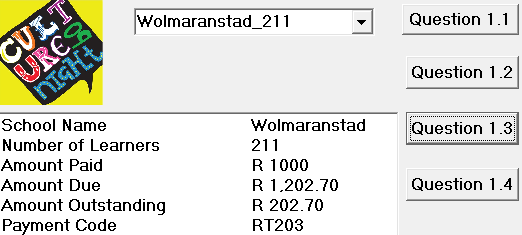 CULT
URE@
night
Wolmaranstad_211
Question 1.1
Question 1.2
Question 1.3
Question 1.4
School Name Wolmaranstad
Number of Learners 211
Amount Paid R 1000
Amount Due R 1,202.70
Amount Outstanding R 202.70
Payment Code RT203